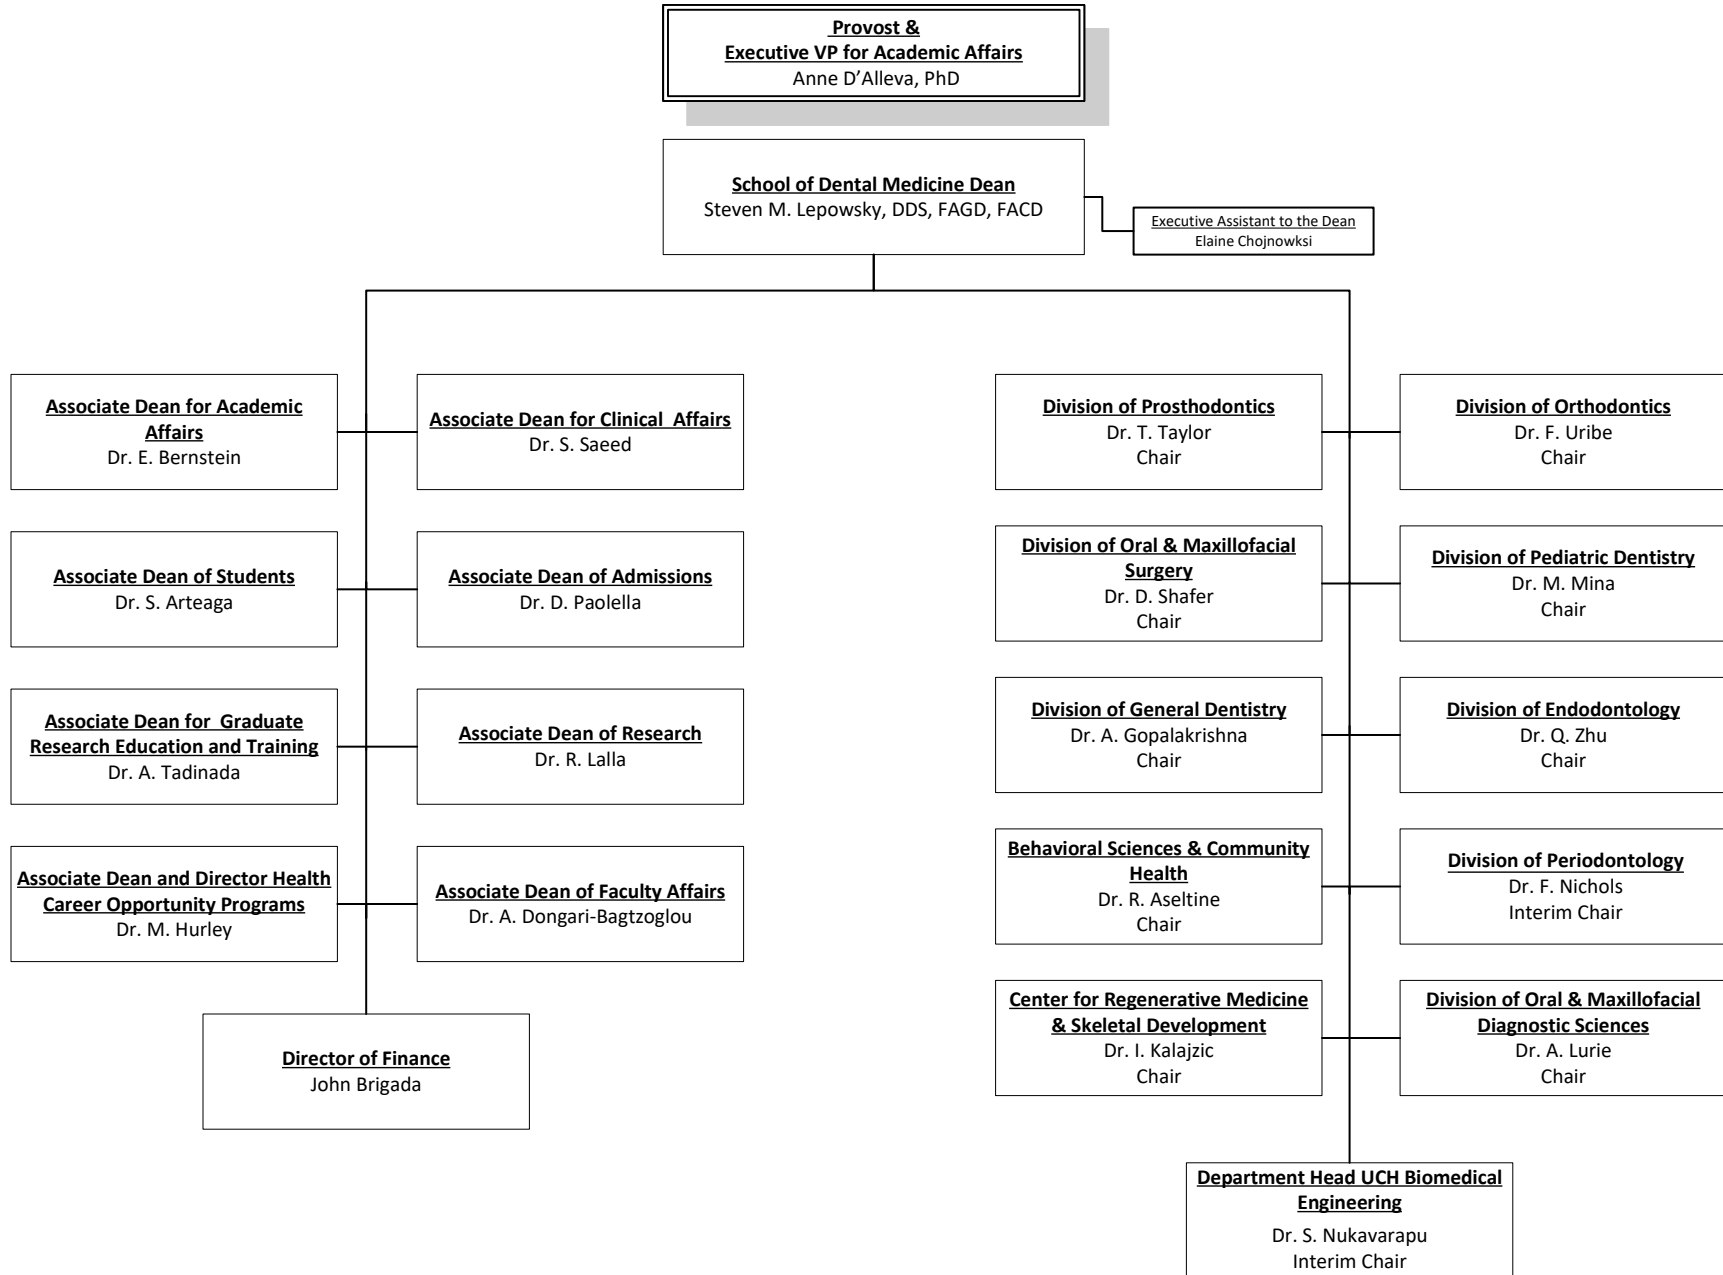 Provost &
Executive VP for Academic Affairs
Anne D’Alleva, PhD
School of Dental Medicine Dean
Steven M. Lepowsky, DDS, FAGD, FACD
Executive Assistant to the Dean
Elaine Chojnowksi
Associate Dean for Academic
Affairs
Dr. E. Bernstein
Associate Dean for Clinical Affairs
Dr. S. Saeed
Associate Dean of Students
Dr. S. Arteaga
Associate Dean of Admissions
Dr. D. Paolella
Associate Dean for Graduate
Research Education and Training
Dr. A. Tadinada
Associate Dean of Research
Dr. R. Lalla
Associate Dean and Director Health
Career Opportunity Programs
Dr. M. Hurley
Associate Dean of Faculty Affairs
Dr. A. Dongari-Bagtzoglou
Director of Finance
John Brigada
Division of Prosthodontics
Dr. T. Taylor
Chair
Division of Orthodontics
Dr. F. Uribe
Chair
Division of Oral & Maxillofacial
Surgery
Dr. D. Shafer
Chair
Division of Pediatric Dentistry
Dr. M. Mina
Chair
Division of General Dentistry
Dr. A. Gopalakrishna
Chair
Division of Endodontology
Dr. Q. Zhu
Chair
Behavioral Sciences & Community
Health
Dr. R. Aseltine
Chair
Division of Periodontology
Dr. F. Nichols
Interim Chair
Center for Regenerative Medicine
& Skeletal Development
Dr. I. Kalajzic
Chair
Division of Oral & Maxillofacial
Diagnostic Sciences
Dr. A. Lurie
Chair
Department Head UCH Biomedical
Engineering
Dr. S. Nukavarapu
Interim Chair